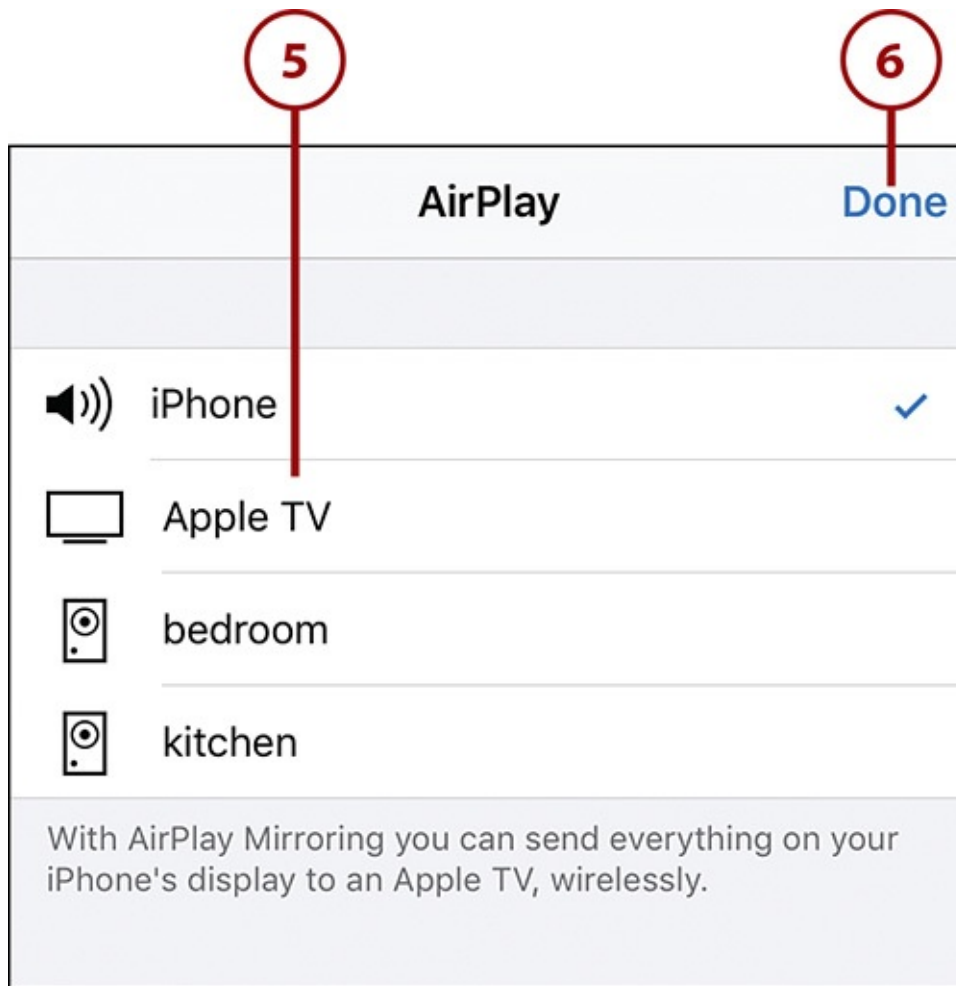 5
6
AirPlay
Done
iPhone
Apple TV
bedroom
kitchen
With AirPlay Mirroring you can send everything on your
iPhone's display to an Apple TV, wirelessly.